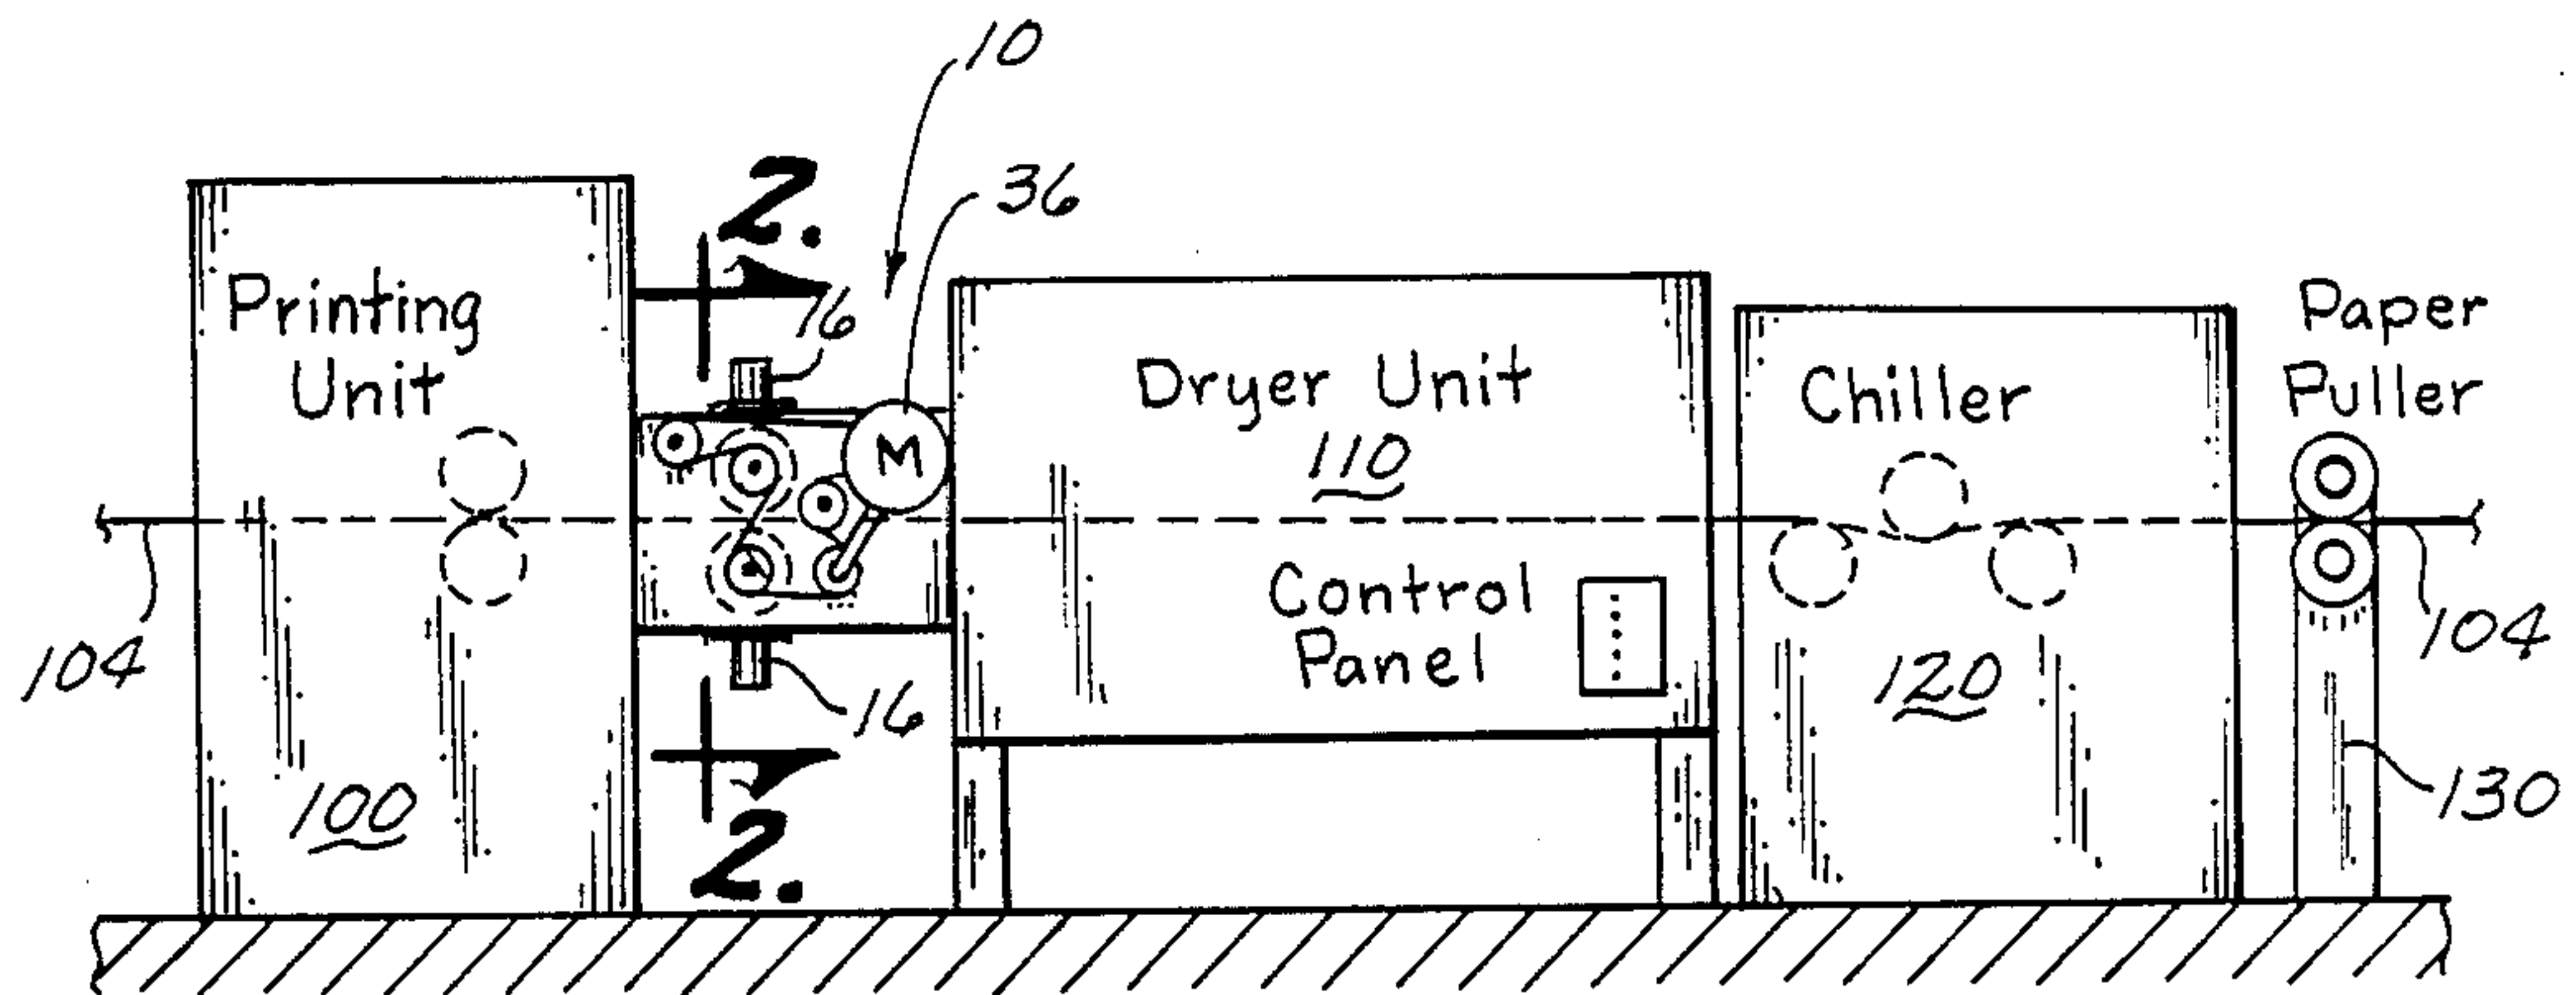 10
36
2.
16
Printing
Unit
M
Dryer Unit
110
Chiller
Paper
Puller
104
100
16
2.
Control
Panel
120
104
130